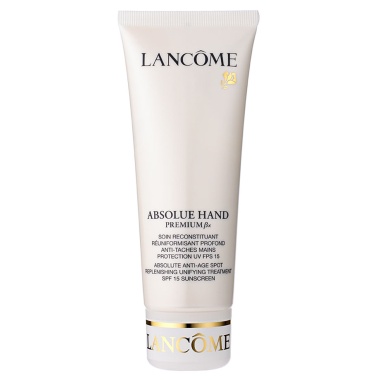 LANCÔME
ABSOLUE HAND
PREMIUM βx
SOIN RECONSTITUANT
RÉUNIFORMISANT PROFOND
ANTI-TACHES MAINS
PROTECTION UV FPS 15
ABSOLUTE ANTI-AGE SPOT
REPLENISHING UNIFYING TREATMENT
SPF 15 SUNSCREEN
LANCÔME